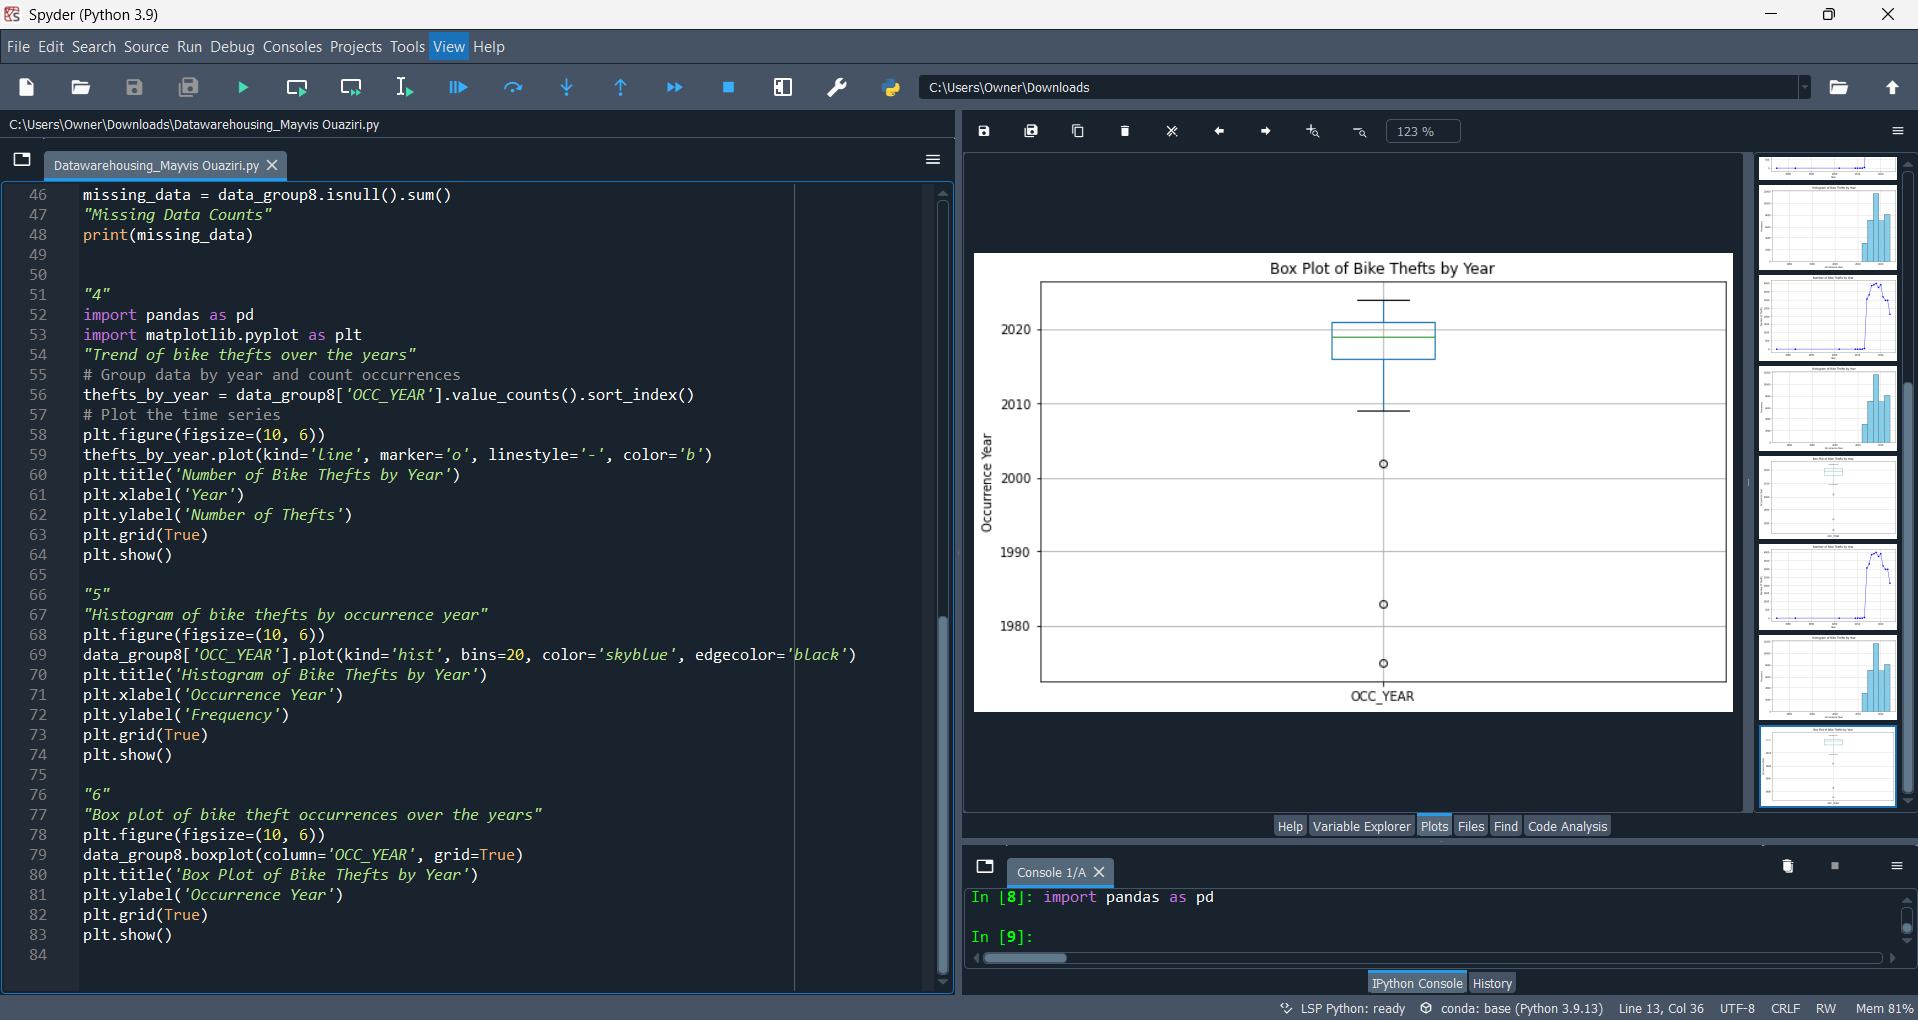 Spyder (Python 3.9)
File Edit Search Source Run Debug Consoles Projects Tools View Help
C:\Users\Owner\Downloads
C:\Users\Owner\Downloads\Datawarehousing_Mayvis Ouaziri.py
Datawarehousing_Mayvis Ouaziri.py
46 missing_data = data_group8.isnull().sum()
47 "Missing Data Counts"
48 print(missing_data)
49
50
51 "4"
52 import pandas as pd
53 import matplotlib.pyplot as plt
54 "Trend of bike thefts over the years"
55 # Group data by year and count occurrences
56 thefts_by_year = data_group8['OCC_YEAR'].value_counts().sort_index()
57 # Plot the time series
58 plt.figure(figsize=(10, 6))
59 thefts_by_year.plot(kind='line', marker='o', linestyle='-', color='b')
60 plt.title('Number of Bike Thefts by Year')
61 plt.xlabel('Year')
62 plt.ylabel('Number of Thefts')
63 plt.grid(True)
64 plt.show()
65
66 "5"
67 "Histogram of bike thefts by occurrence year"
68 plt.figure(figsize=(10, 6))
69 data_group8['OCC_YEAR'].plot(kind='hist', bins=20, color='skyblue', edgecolor='black')
70 plt.title('Histogram of Bike Thefts by Year')
71 plt.xlabel('Occurrence Year')
72 plt.ylabel('Frequency')
73 plt.grid(True)
74 plt.show()
75
76 "6"
77 "Box plot of bike theft occurrences over the years"
78 plt.figure(figsize=(10, 6))
79 data_group8.boxplot(column='OCC_YEAR', grid=True)
80 plt.title('Box Plot of Bike Thefts by Year')
81 plt.ylabel('Occurrence Year')
82 plt.grid(True)
83 plt.show()
84
123 %
Box Plot of Bike Thefts by Year
2020
2010
2000
1990
1980
Occurrence Year
OCC_YEAR
Help Variable Explorer Plots Files Find Code Analysis
Console 1/A
In [8]: import pandas as pd
In [9]:
IPython Console History
LSP Python: ready conda: base (Python 3.9.13) Line 13, Col 36 UTF-8 CRLF RW Mem 81%